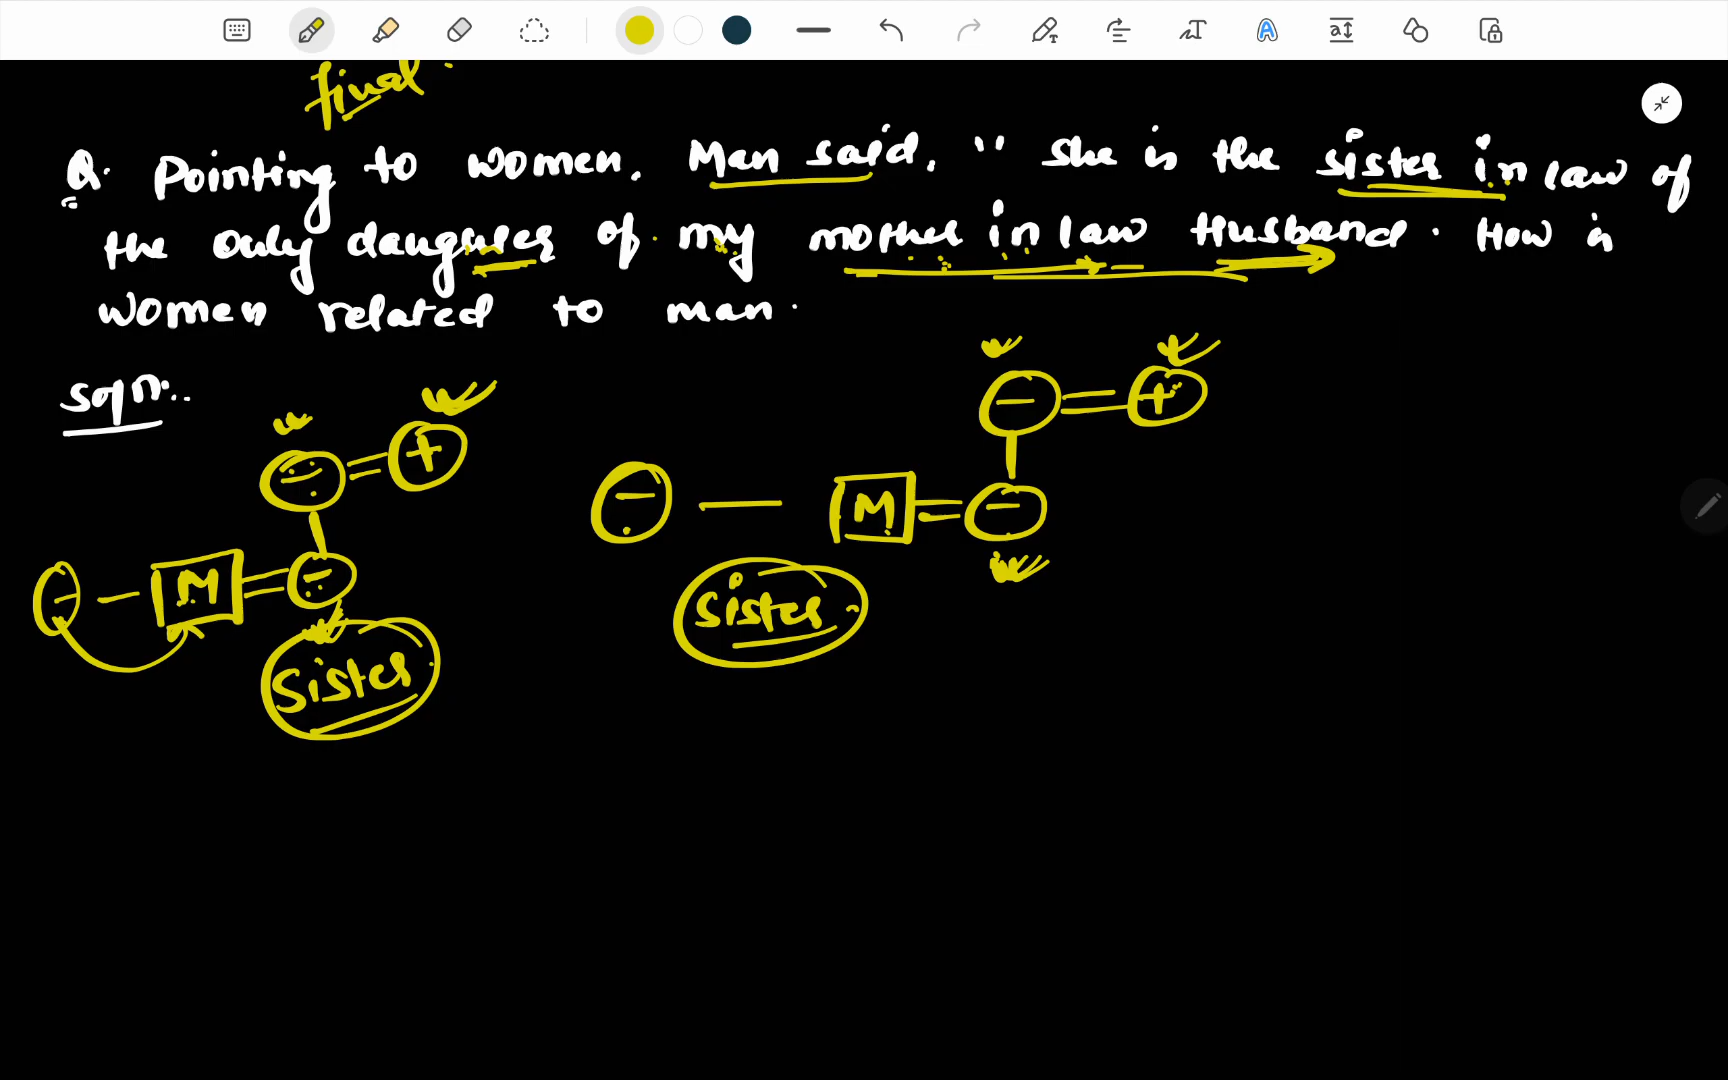 final.
Q. Pointing to women. Man said. " She is the sister in law of
the only daugter of my mother in law Husband. How is
women related to man.
soln..
- = +
- = +
- - M = -
- - M = -
Sister
Sister